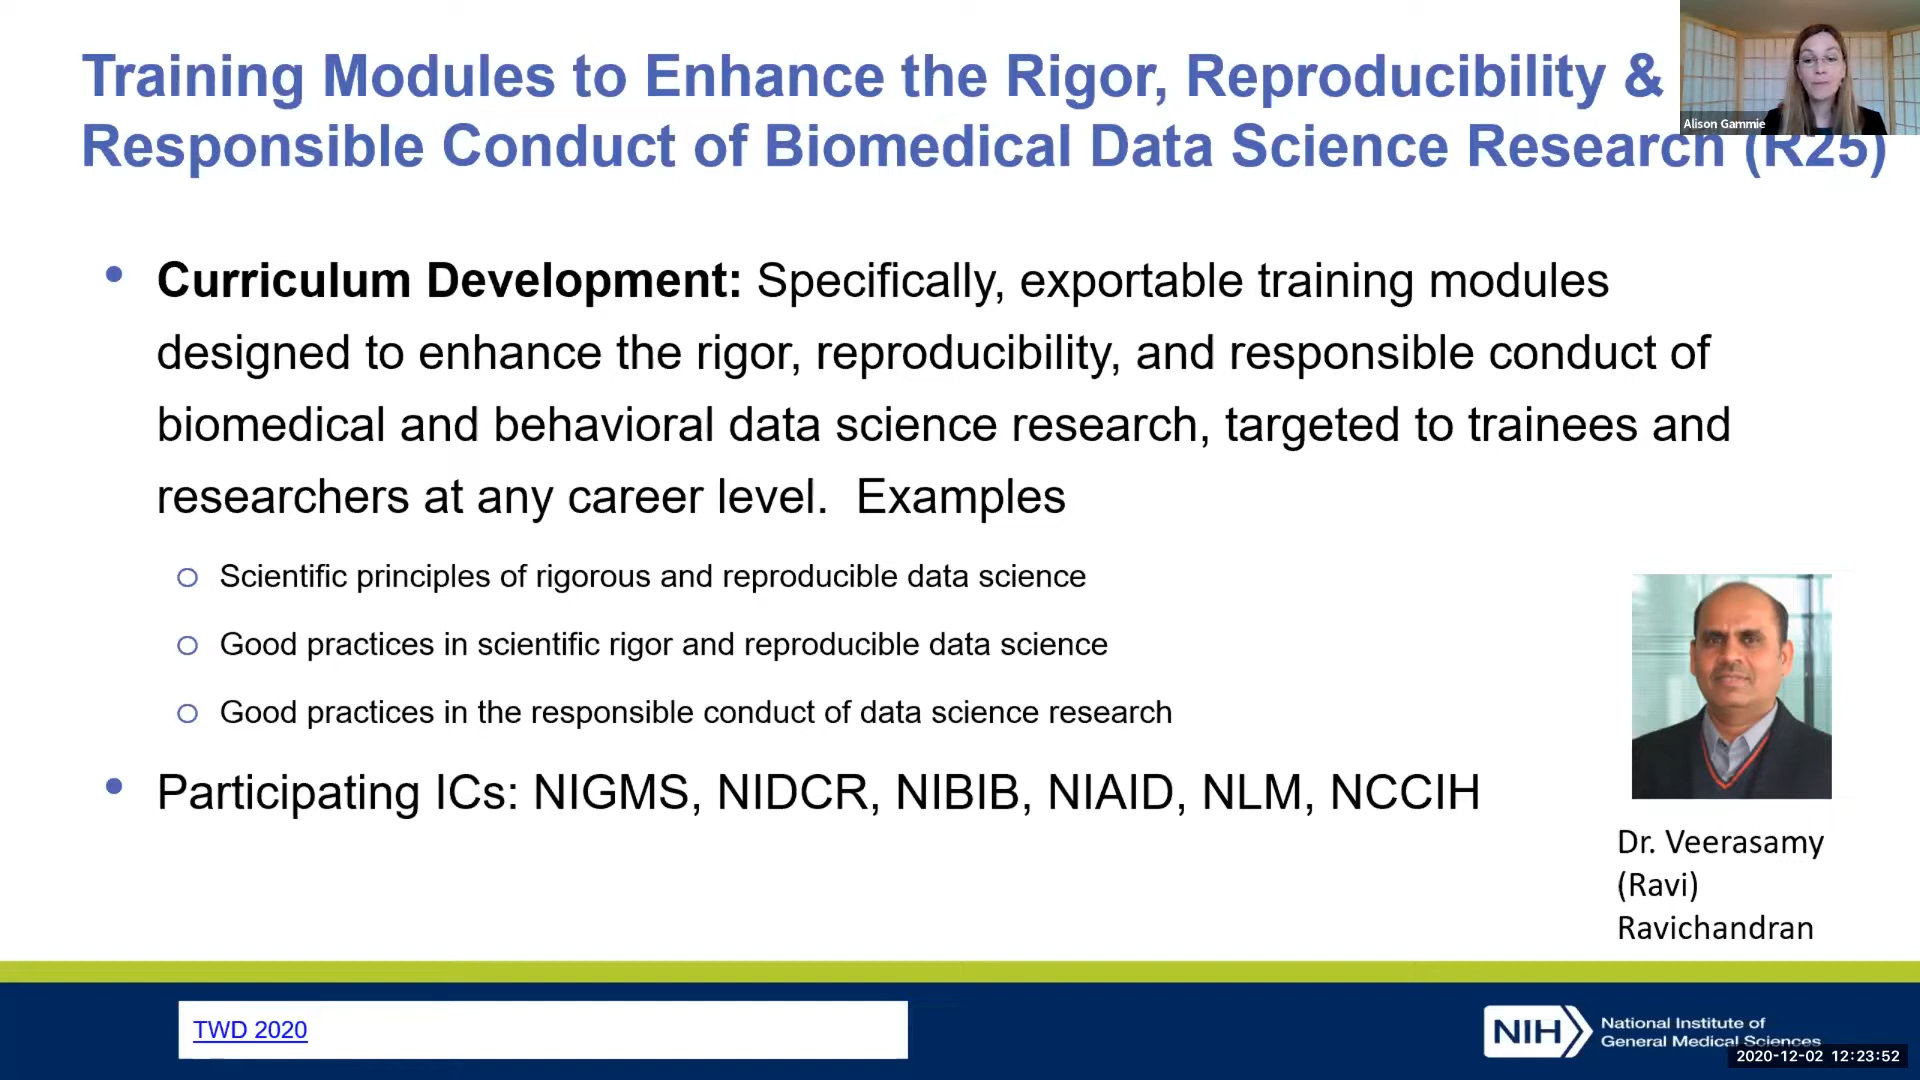 Training Modules to Enhance the Rigor, Reproducibility &
Responsible Conduct of Biomedical Data Science Research (R25)
Alison Gammie
Curriculum Development: Specifically, exportable training modules
designed to enhance the rigor, reproducibility, and responsible conduct of
biomedical and behavioral data science research, targeted to trainees and
researchers at any career level.  Examples
Scientific principles of rigorous and reproducible data science
Good practices in scientific rigor and reproducible data science
Good practices in the responsible conduct of data science research
Participating ICs: NIGMS, NIDCR, NIBIB, NIAID, NLM, NCCIH
Dr. Veerasamy
(Ravi)
Ravichandran
TWD 2020
NIH
National Institute of
General Medical Sciences
2020-12-02 12:23:52